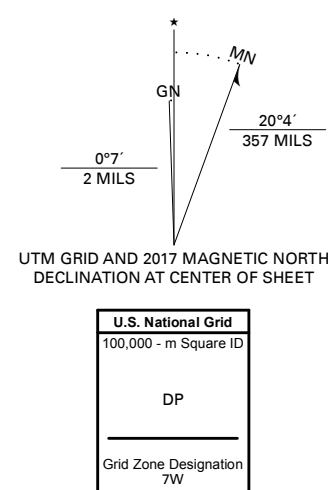 ★
MN
GN
20°4´
357 MILS
0°7´
2 MILS
UTM GRID AND 2017 MAGNETIC NORTH
DECLINATION AT CENTER OF SHEET
U.S. National Grid
100,000 - m Square ID
DP
Grid Zone Designation
7W